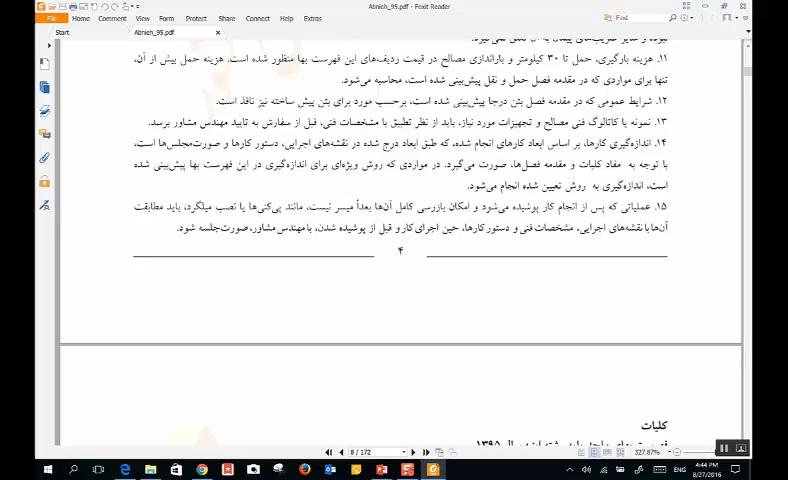 Abnieh_95.pdf - Foxit Reader
File Home Comment View Form Protect Share Connect Help Extras
Find
Start Abnieh_95.pdf
۱۱. هزینه بارگیری، حمل تا ۳۰ کیلومتر و باراندازی مصالح در قیمت ردیف‌های این فهرست بها منظور شده است. هزینه حمل بیش از آن،
تنها برای مواردی که در مقدمه فصل حمل و نقل پیش‌بینی شده است، محاسبه می‌شود.
۱۲. شرایط عمومی که در مقدمه فصل بتن درجا پیش‌بینی شده است، برحسب مورد برای بتن پیش ساخته نیز نافذ است.
۱۳. نمونه یا کاتالوگ فنی مصالح و تجهیزات مورد نیاز، باید از نظر تطبیق با مشخصات فنی، قبل از سفارش به تایید مهندس مشاور برسد.
۱۴. اندازه‌گیری کارها، بر اساس ابعاد کارهای انجام شده، که طبق ابعاد درج شده در نقشه‌های اجرایی، دستور کارها و صورت‌مجلس‌ها است،
با توجه به مفاد کلیات و مقدمه فصل‌ها، صورت می‌گیرد. در مواردی که روش ویژه‌ای برای اندازه‌گیری در این فهرست بها پیش‌بینی شده
است، اندازه‌گیری به روش تعیین شده انجام می‌شود.
۱۵. عملیاتی که پس از انجام کار پوشیده می‌شود و امکان بازرسی کامل آن‌ها بعداً میسر نیست، مانند پی‌کنی‌ها یا نصب میلگرد، باید مطابقت
آن‌ها با نقشه‌های اجرایی، مشخصات فنی و دستور کارها، حین اجرای کار و قبل از پوشیده شدن، با مهندس مشاور، صورت‌جلسه شود.
۴
کلیات
8 / 172
327.87%
ENG
4:44 PM
8/27/2016